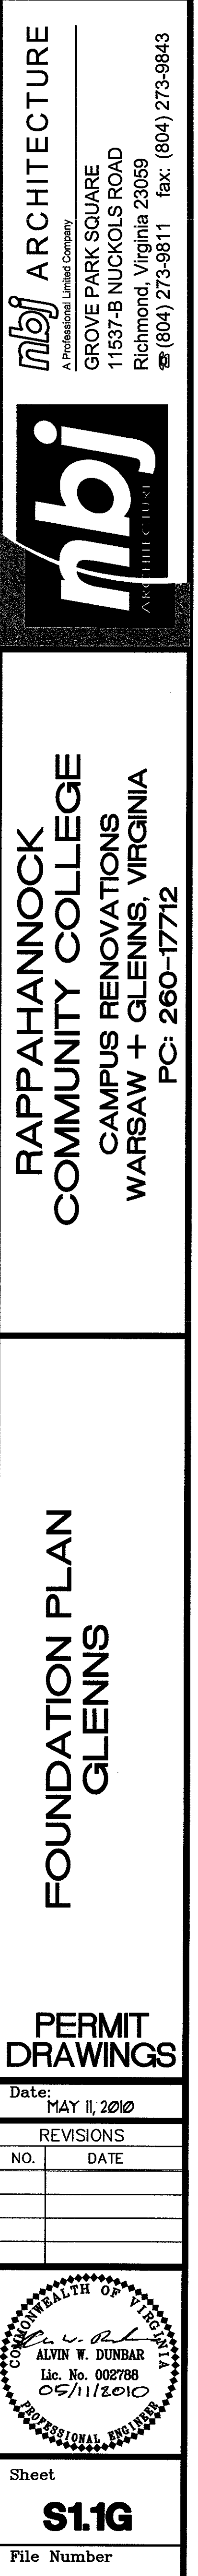 nbj ARCHITECTURE
A Professional Limited Company
GROVE PARK SQUARE
11537-B NUCKOLS ROAD
Richmond, Virginia 23059
☎ (804) 273-9811 fax: (804) 273-9843
nbj
ARCHITECTURE
RAPPAHANNOCK
COMMUNITY COLLEGE
CAMPUS RENOVATIONS
WARSAW + GLENNS, VIRGINIA
PC: 260-17712
FOUNDATION PLAN
GLENNS
PERMIT
DRAWINGS
Date:
MAY 11, 2010
REVISIONS
NO. DATE
COMMONWEALTH OF VIRGINIA
ALVIN W. DUNBAR
Lic. No. 002788
05/11/2010
PROFESSIONAL ENGINEER
Sheet
S1.1G
File Number